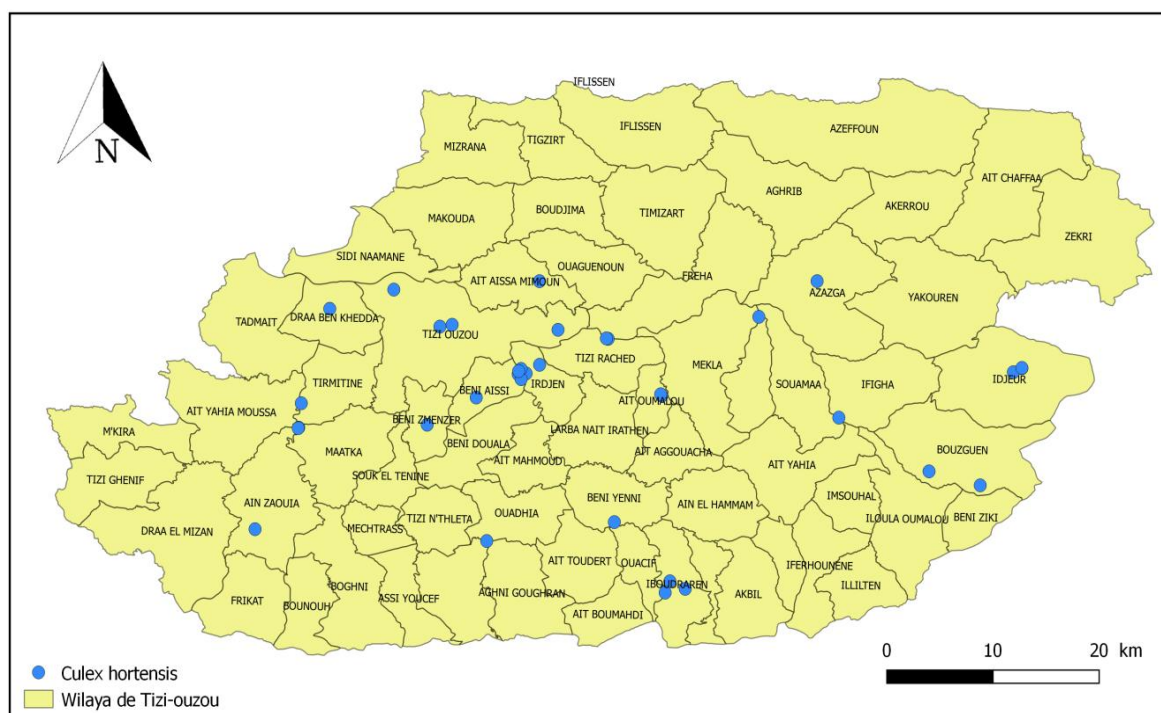 IFLISSEN
IFLISSEN
AZEFFOUN
TIGZIRT
MIZRANA
AIT CHAFFAA
AGHRIB
AKERROU
MAKOUDA
BOUDJIMA
TIMIZART
ZEKRI
SIDI NAAMANE
OUAGUENOUN
AIT AISSA MIMOUN
FREHA
AZAZGA
YAKOUREN
DRAA BEN KHEDDA
TADMAIT
TIZI OUZOU
TIZI RACHED
MEKLA
TIRMITINE
BENI AISSI
IRDJEN
SOUAMAA
IFIGHA
IDJEUR
AIT OUMALOU
AIT YAHIA MOUSSA
BENI ZMENZER
M'KIRA
LARBA NAIT IRATHEN
BENI DOUALA
MAATKA
AIT AGGOUACHA
BOUZGUEN
AIT MAHMOUD
AIT YAHIA
SOUK EL TENINE
TIZI GHENIF
AIN ZAOUIA
BENI YENNI
AIN EL HAMMAM
IMSOUHAL
OUADHIA
TIZI N'THLETA
ILOULA OUMALOU
BENI ZIKI
DRAA EL MIZAN
MECHTRASS
AIT TOUDERT
OUACIF
IFERHOUNENE
BOGHNI
IBOUDRAREN
ILLILTEN
AGHNI GOUGHRAN
AKBIL
ASSI YOUCEF
FRIKAT
BOUNOUH
AIT BOUMAHDI
N
0 10 20 km
Culex hortensis
Wilaya de Tizi-ouzou